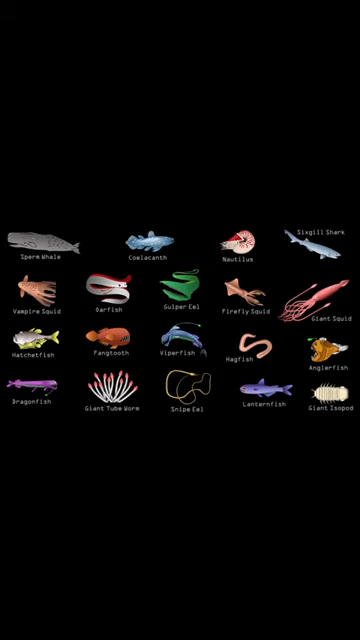 Sperm Whale
Coelacanth
Nautilus
Sixgill Shark
Vampire Squid
Oarfish
Gulper Eel
Firefly Squid
Giant Squid
Hatchetfish
Fangtooth
Viperfish
Hagfish
Anglerfish
Dragonfish
Giant Tube Worm
Snipe Eel
Lanternfish
Giant Isopod